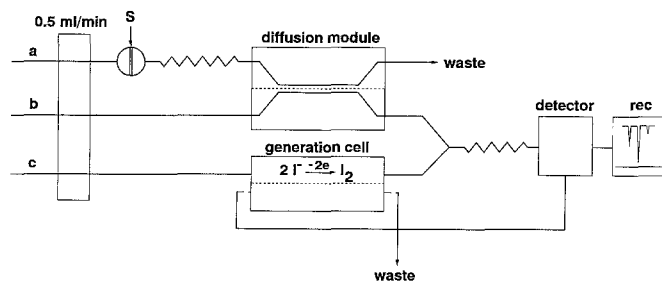 0.5 ml/min
S
a
diffusion module
waste
b
detector
rec
generation cell
c
2 I⁻ -2e → I₂
waste